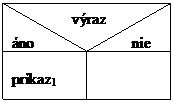 výraz
áno nie
príkaz₁